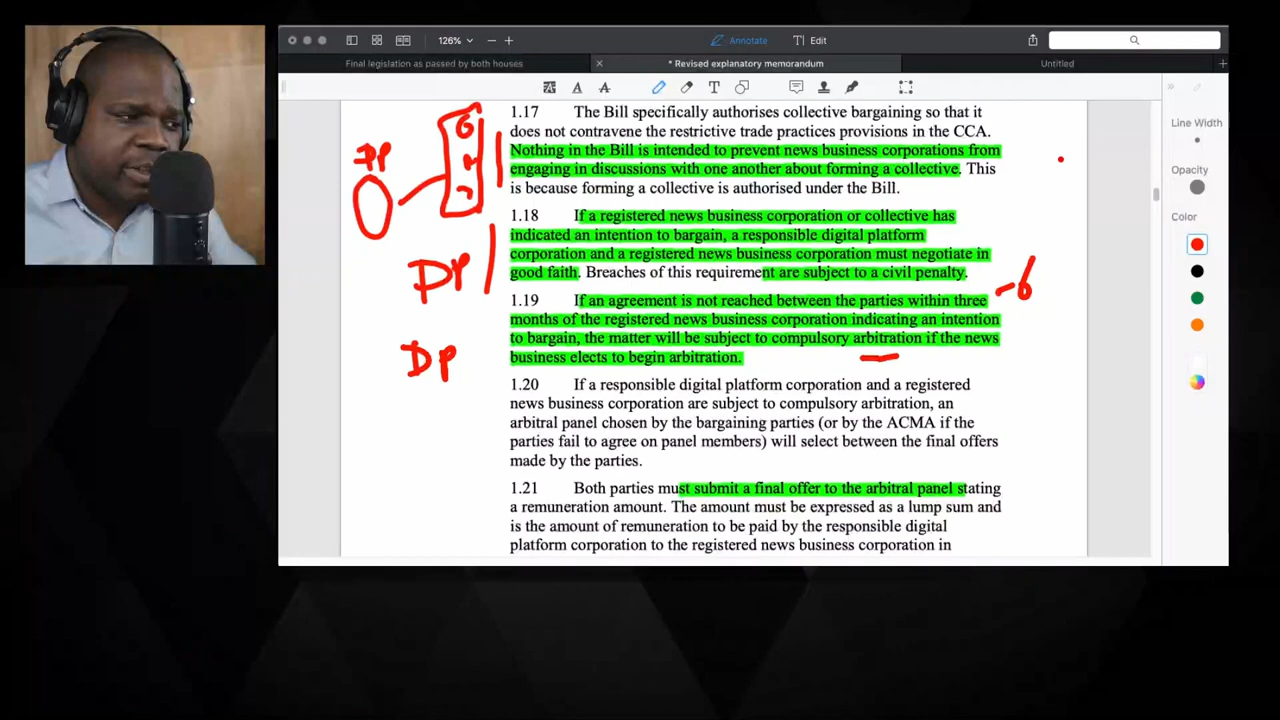 126%
Annotate
Edit
Final legislation as passed by both houses
* Revised explanatory memorandum
Untitled
1.17 The Bill specifically authorises collective bargaining so that it
does not contravene the restrictive trade practices provisions in the CCA.
Nothing in the Bill is intended to prevent news business corporations from
engaging in discussions with one another about forming a collective. This
is because forming a collective is authorised under the Bill.
1.18 If a registered news business corporation or collective has
indicated an intention to bargain, a responsible digital platform
corporation and a registered news business corporation must negotiate in
good faith. Breaches of this requirement are subject to a civil penalty.
1.19 If an agreement is not reached between the parties within three
months of the registered news business corporation indicating an intention
to bargain, the matter will be subject to compulsory arbitration if the news
business elects to begin arbitration.
1.20 If a responsible digital platform corporation and a registered
news business corporation are subject to compulsory arbitration, an
arbitral panel chosen by the bargaining parties (or by the ACMA if the
parties fail to agree on panel members) will select between the final offers
made by the parties.
1.21 Both parties must submit a final offer to the arbitral panel stating
a remuneration amount. The amount must be expressed as a lump sum and
is the amount of remuneration to be paid by the responsible digital
platform corporation to the registered news business corporation in
DP
DP
DP
-6
Line Width
Opacity
Color